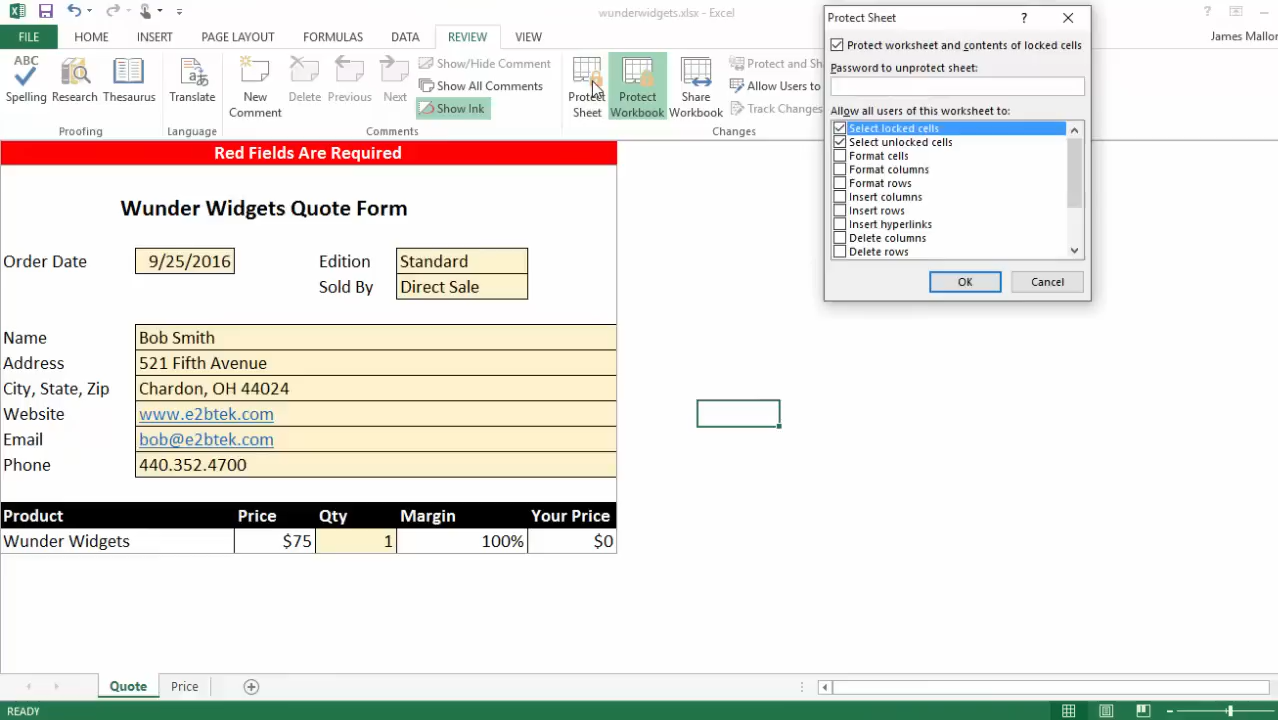 wunderwidgets.xlsx - Excel
FILE HOME INSERT PAGE LAYOUT FORMULAS DATA REVIEW VIEW James Mallor
ABC
Spelling Research Thesaurus
Proofing
Translate
Language
New Comment Delete Previous Next
Show/Hide Comment
Show All Comments
Show Ink
Comments
Protect Sheet Protect Workbook Share Workbook
Protect and Sh
Allow Users to
Track Changes
Changes
Protect Sheet ?
Protect worksheet and contents of locked cells
Password to unprotect sheet:
Allow all users of this worksheet to:
Select locked cells
Select unlocked cells
Format cells
Format columns
Format rows
Insert columns
Insert rows
Insert hyperlinks
Delete columns
Delete rows
OK Cancel
Red Fields Are Required
Wunder Widgets Quote Form
Order Date 9/25/2016 Edition Standard
Sold By Direct Sale
Name Bob Smith
Address 521 Fifth Avenue
City, State, Zip Chardon, OH 44024
Website www.e2btek.com
Email bob@e2btek.com
Phone 440.352.4700
Product Price Qty Margin Your Price
Wunder Widgets $75 1 100% $0
Quote Price
READY